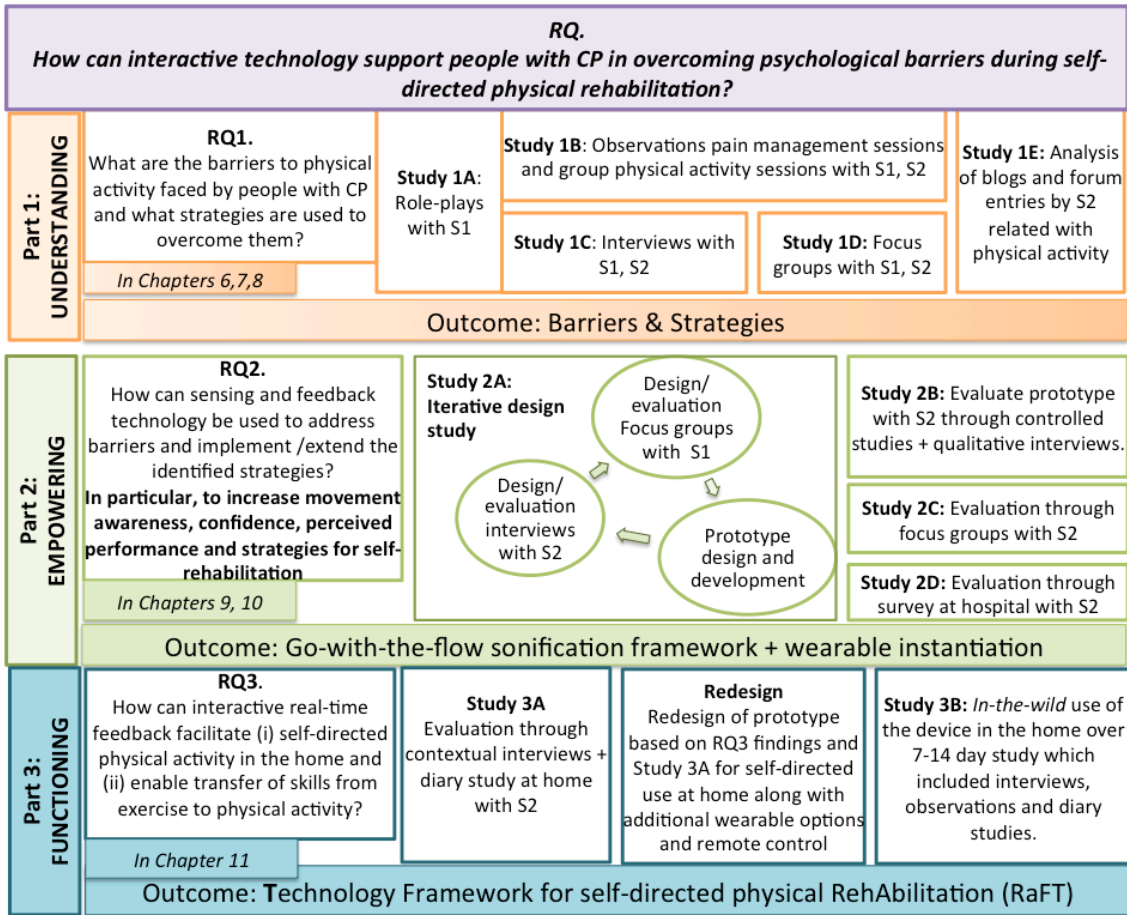 RQ.
How can interactive technology support people with CP in overcoming psychological barriers during self-
directed physical rehabilitation?
Part 1:
UNDERSTANDING
RQ1.
What are the barriers to physical
activity faced by people with CP
and what strategies are used to
overcome them?
In Chapters 6,7,8
Study 1A:
Role-plays
with S1
Study 1B: Observations pain management sessions
and group physical activity sessions with S1, S2
Study 1C: Interviews with
S1, S2
Study 1D: Focus
groups with S1, S2
Study 1E: Analysis
of blogs and forum
entries by S2
related with
physical activity
Outcome: Barriers & Strategies
Part 2:
EMPOWERING
RQ2.
How can sensing and feedback
technology be used to address
barriers and implement /extend the
identified strategies?
In particular, to increase movement
awareness, confidence, perceived
performance and strategies for self-
rehabilitation
In Chapters 9, 10
Study 2A:
Iterative design
study
Design/
evaluation
Focus groups
with S1
Design/
evaluation
interviews
with S2
Prototype
design and
development
Study 2B: Evaluate prototype
with S2 through controlled
studies + qualitative interviews.
Study 2C: Evaluation through
focus groups with S2
Study 2D: Evaluation through
survey at hospital with S2
Outcome: Go-with-the-flow sonification framework + wearable instantiation
Part 3:
FUNCTIONING
RQ3.
How can interactive real-time
feedback facilitate (i) self-directed
physical activity in the home and
(ii) enable transfer of skills from
exercise to physical activity?
In Chapter 11
Study 3A
Evaluation through
contextual interviews +
diary study at home
with S2
Redesign
Redesign of prototype
based on RQ3 findings and
Study 3A for self-directed
use at home along with
additional wearable options
and remote control
Study 3B: In-the-wild use of
the device in the home over
7-14 day study which
included interviews,
observations and diary
studies.
Outcome: Technology Framework for self-directed physical RehAbilitation (RaFT)